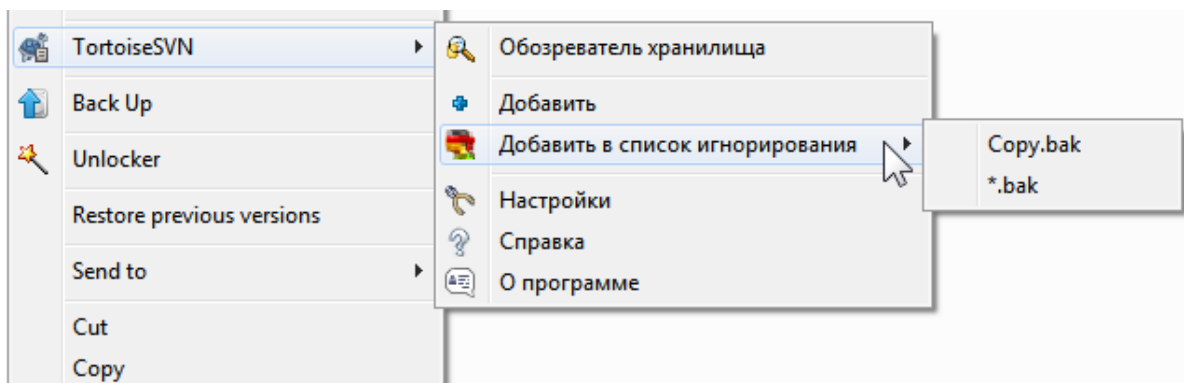 TortoiseSVN
Back Up
Unlocker
Restore previous versions
Send to
Cut
Copy
Обозреватель хранилища
Добавить
Добавить в список игнорирования
Настройки
Справка
О программе
Copy.bak
*.bak